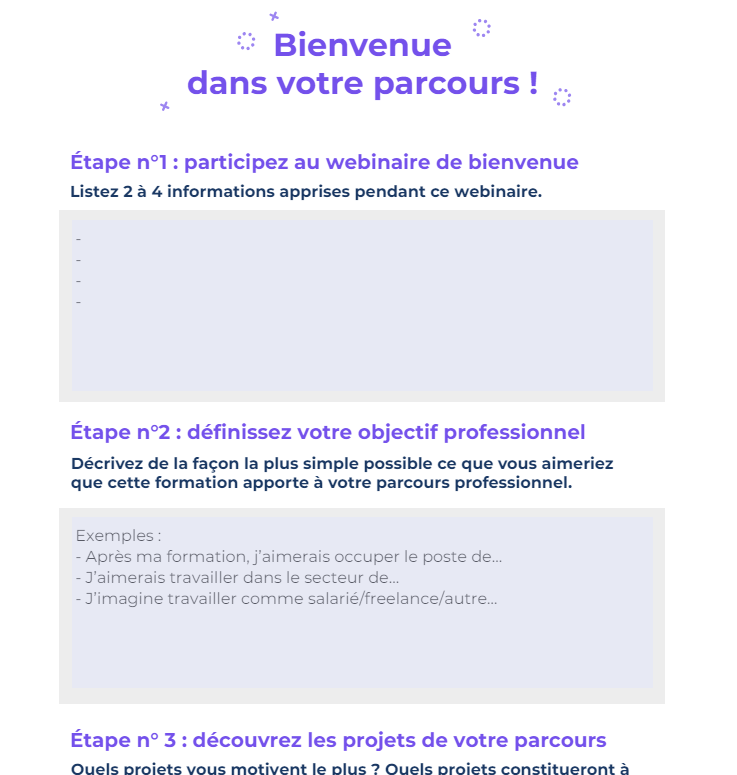 Bienvenue
dans votre parcours !
Étape n°1 : participez au webinaire de bienvenue
Listez 2 à 4 informations apprises pendant ce webinaire.
-
-
-
-
Étape n°2 : définissez votre objectif professionnel
Décrivez de la façon la plus simple possible ce que vous aimeriez
que cette formation apporte à votre parcours professionnel.
Exemples :
- Après ma formation, j’aimerais occuper le poste de...
- J’aimerais travailler dans le secteur de...
- J’imagine travailler comme salarié/freelance/autre...
Étape n° 3 : découvrez les projets de votre parcours
Quels projets vous motivent le plus ? Quels projets constitueront à